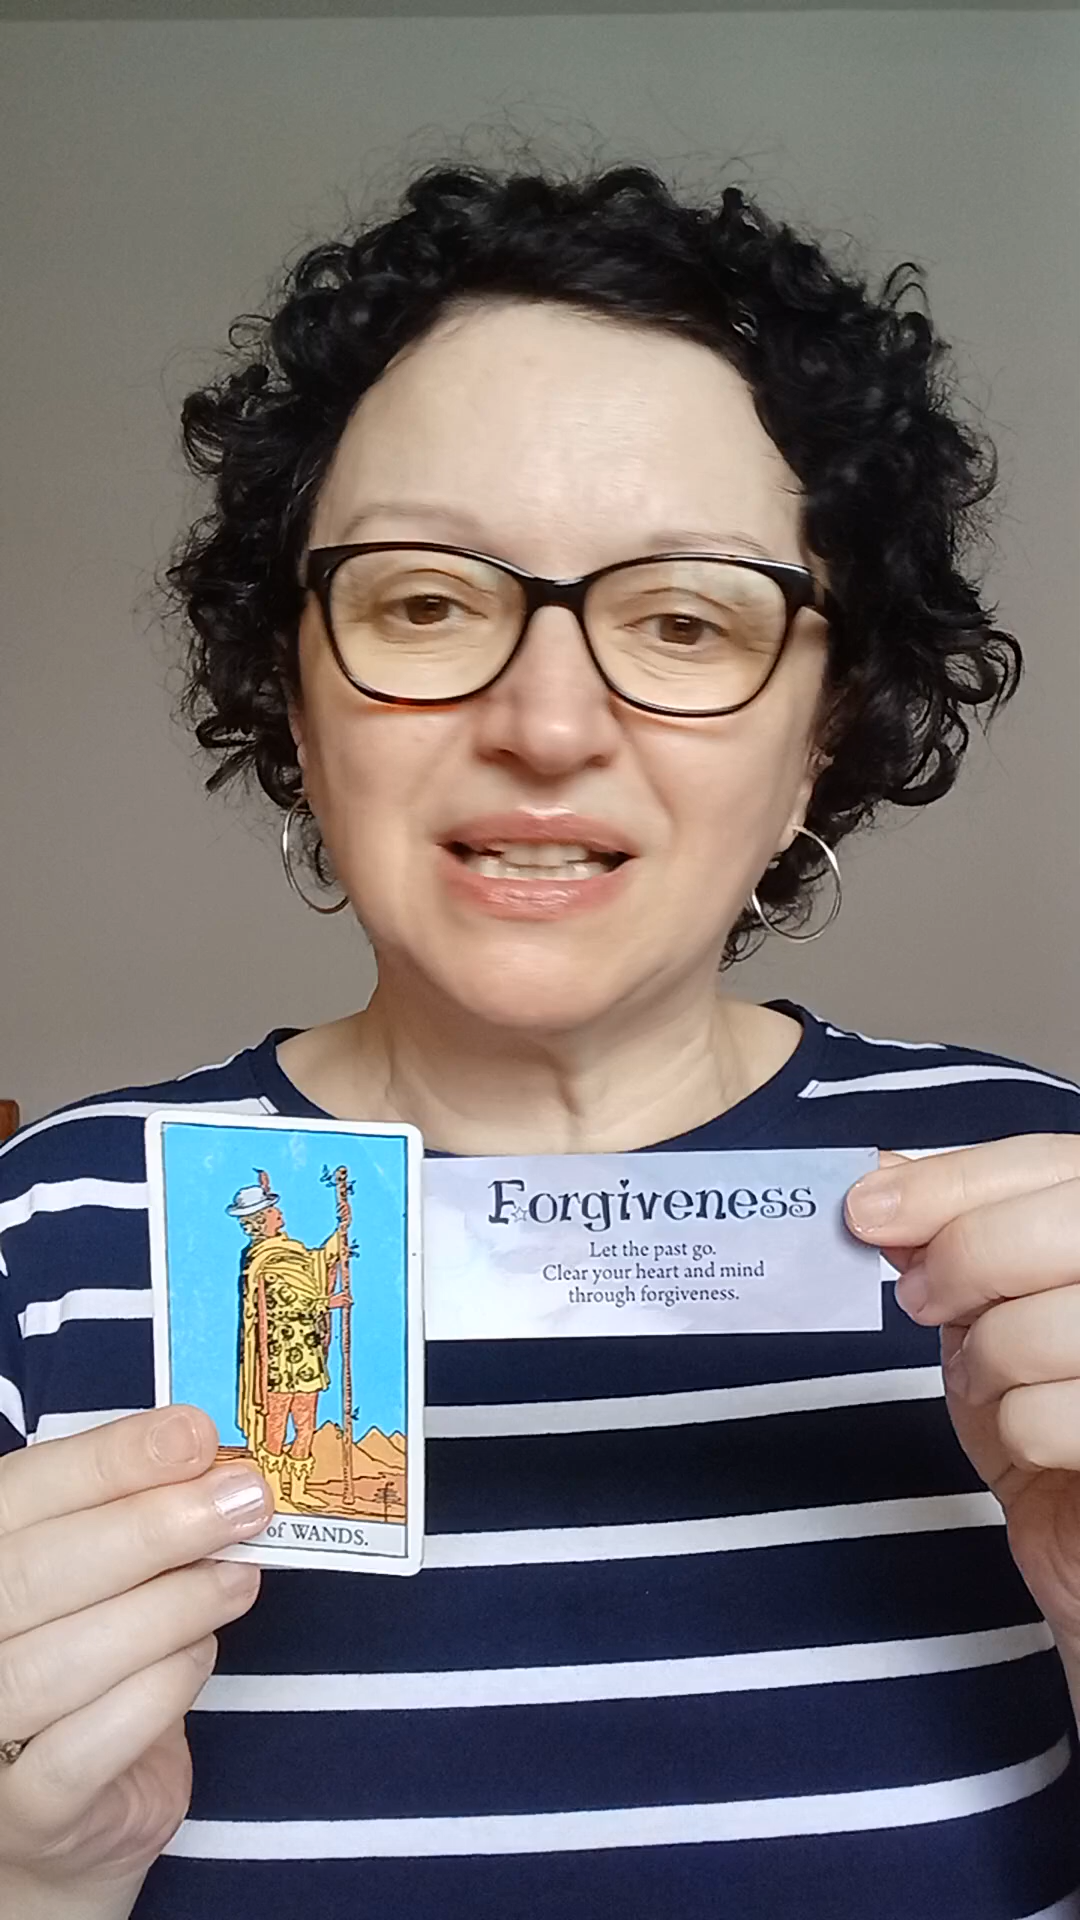 Forgiveness
Let the past go.
Clear your heart and mind
through forgiveness.
of WANDS.